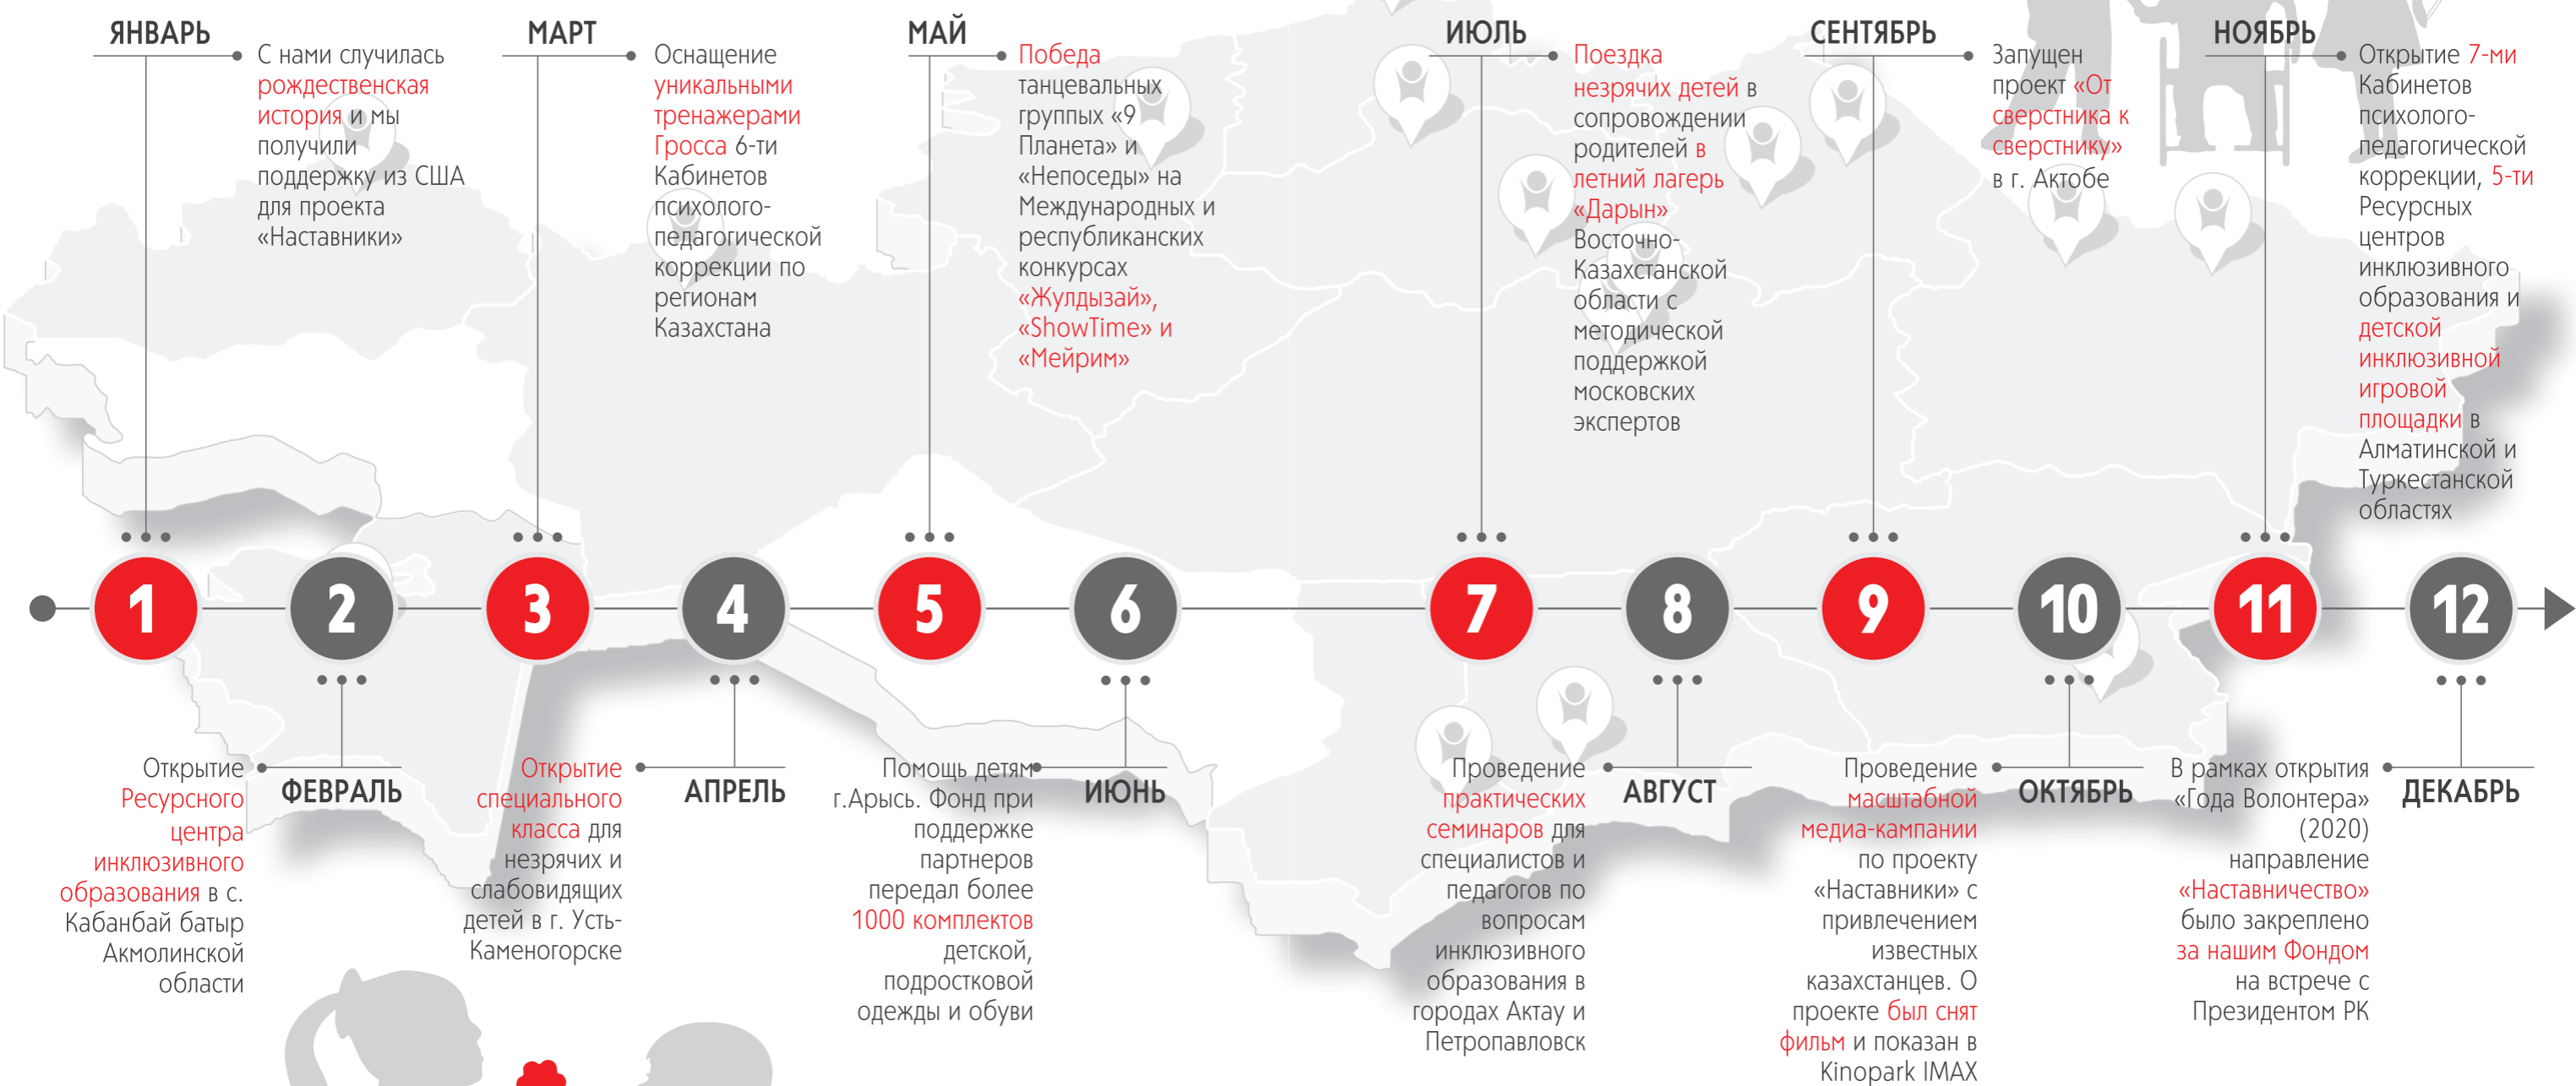 ЯНВАРЬ
С нами случилась
рождественская
история и мы
получили
поддержку из США
для проекта
«Наставники»
МАРТ
Оснащение
уникальными
тренажерами
Гросса 6-ти
Кабинетов
психолого-
педагогической
коррекции по
регионам
Казахстана
МАЙ
Победа
танцевальных
группых «9
Планета» и
«Непоседы» на
Международных и
республиканских
конкурсах
«Жулдызай»,
«ShowTime» и
«Мейрим»
ИЮЛЬ
Поездка
незрячих детей в
сопровождении
родителей в
летний лагерь
«Дарын»
Восточно-
Казахстанской
области с
методической
поддержкой
московских
экспертов
СЕНТЯБРЬ
Запущен
проект «От
сверстника к
сверстнику»
в г. Актобе
НОЯБРЬ
Открытие 7-ми
Кабинетов
психолого-
педагогической
коррекции, 5-ти
Ресурсных
центров
инклюзивного
образования и
детской
инклюзивной
игровой
площадки в
Алматинской и
Туркестанской
областях
1 2 3 4 5 6 7 8 9 10 11 12
Открытие
Ресурсного
центра
инклюзивного
образования в с.
Кабанбай батыр
Акмолинской
области
ФЕВРАЛЬ
Открытие
специального
класса для
незрячих и
слабовидящих
детей в г. Усть-
Каменогорске
АПРЕЛЬ
Помощь детям
г.Арысь. Фонд при
поддержке
партнеров
передал более
1000 комплектов
детской,
подростковой
одежды и обуви
ИЮНЬ
Проведение
практических
семинаров для
специалистов и
педагогов по
вопросам
инклюзивного
образования в
городах Актау и
Петропавловск
АВГУСТ
Проведение
масштабной
медиа-кампании
по проекту
«Наставники» с
привлечением
известных
казахстанцев. О
проекте был снят
фильм и показан в
Kinopark IMAX
ОКТЯБРЬ
В рамках открытия
«Года Волонтера»
(2020)
направление
«Наставничество»
было закреплено
за нашим Фондом
на встрече с
Президентом РК
ДЕКАБРЬ